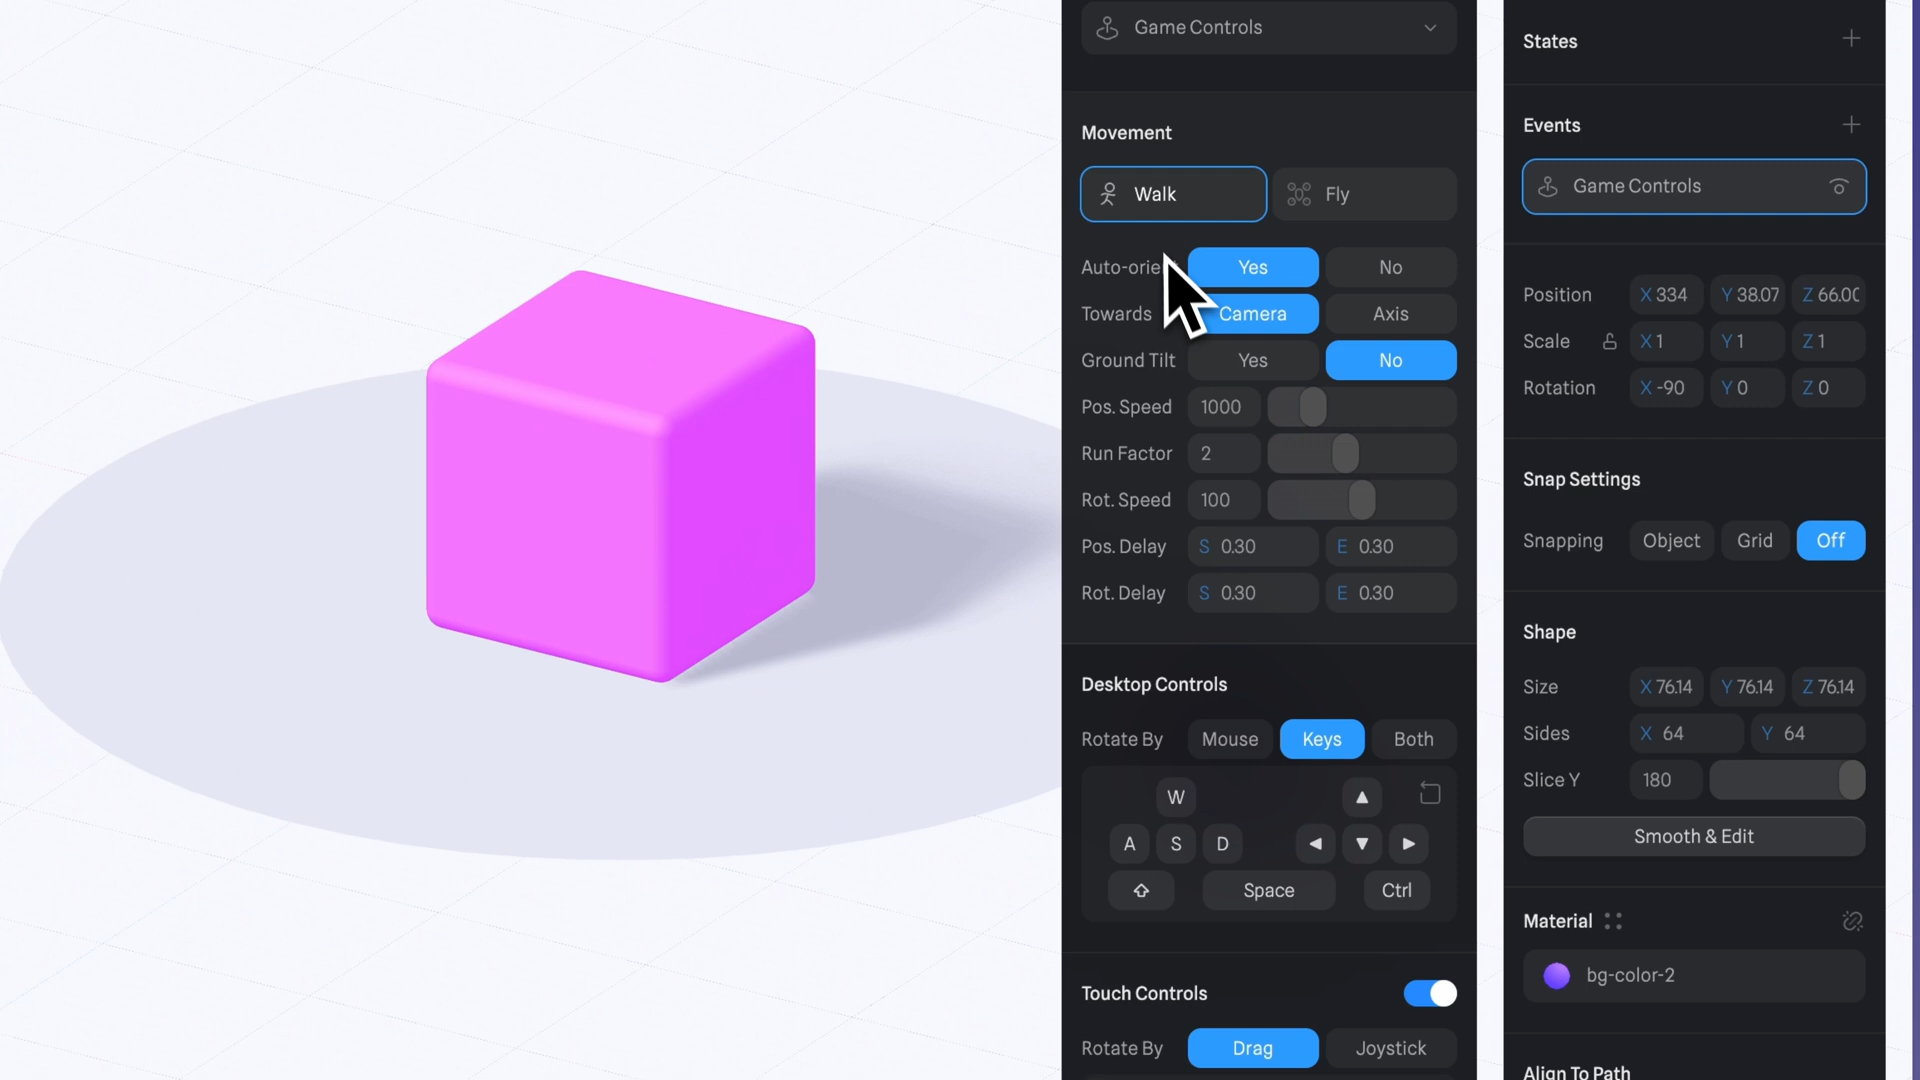 Game Controls
Movement
Walk Fly
Auto-orie Yes No
Towards Camera Axis
Ground Tilt Yes No
Pos. Speed 1000
Run Factor 2
Rot. Speed 100
Pos. Delay S 0.30 E 0.30
Rot. Delay S 0.30 E 0.30
Desktop Controls
Rotate By Mouse Keys Both
W ▲
A S D ◀ ▼ ▶
Space Ctrl
Touch Controls
Rotate By Drag Joystick
States
Events
Game Controls
Position X 334 Y 38.07 Z 66.00
Scale X 1 Y 1 Z 1
Rotation X -90 Y 0 Z 0
Snap Settings
Snapping Object Grid Off
Shape
Size X 76.14 Y 76.14 Z 76.14
Sides X 64 Y 64
Slice Y 180
Smooth & Edit
Material
bg-color-2
Align To Path